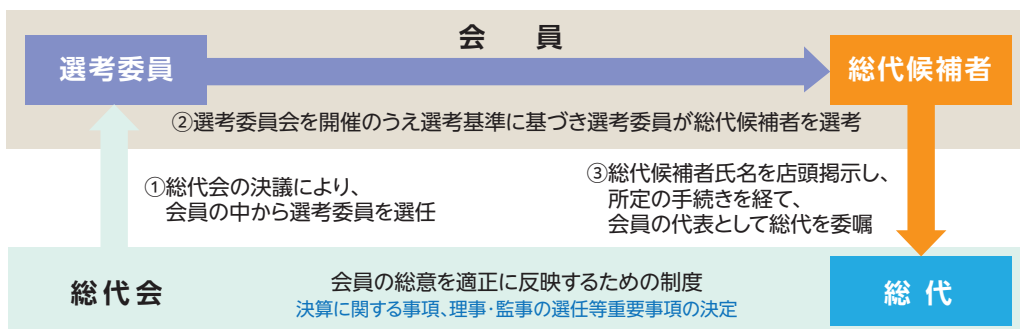 会　員
選考委員
総代候補者
②選考委員会を開催のうえ選考基準に基づき選考委員が総代候補者を選考
①総代会の決議により、
会員の中から選考委員を選任
③総代候補者氏名を店頭掲示し、
所定の手続きを経て、
会員の代表として総代を委嘱
総代会
会員の総意を適正に反映するための制度
決算に関する事項、理事・監事の選任等重要事項の決定
総 代